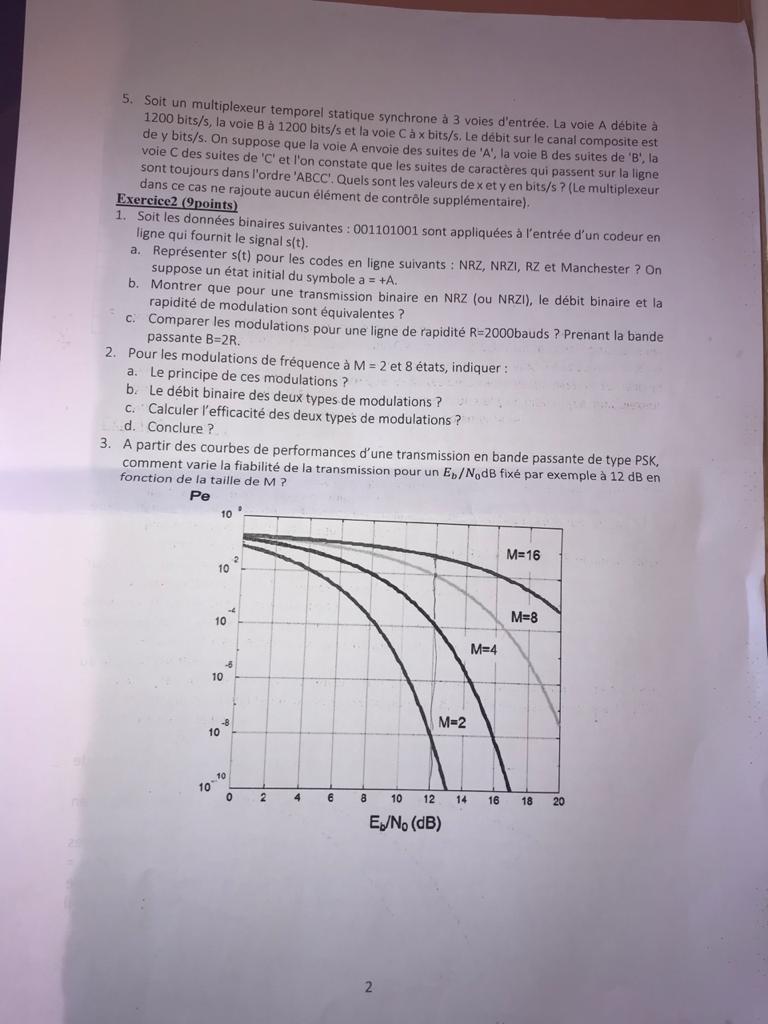 5. Soit un multiplexeur temporel statique synchrone à 3 voies d'entrée. La voie A débite à
1200 bits/s, la voie B à 1200 bits/s et la voie C à x bits/s. Le débit sur le canal composite est
de y bits/s. On suppose que la voie A envoie des suites de 'A', la voie B des suites de 'B', la
voie C des suites de 'C' et l'on constate que les suites de caractères qui passent sur la ligne
sont toujours dans l'ordre 'ABCC'. Quels sont les valeurs de x et y en bits/s ? (Le multiplexeur
dans ce cas ne rajoute aucun élément de contrôle supplémentaire).
Exercice2 (9points)
1. Soit les données binaires suivantes : 001101001 sont appliquées à l'entrée d'un codeur en
ligne qui fournit le signal s(t).
a. Représenter s(t) pour les codes en ligne suivants : NRZ, NRZI, RZ et Manchester ? On
suppose un état initial du symbole a = +A.
b. Montrer que pour une transmission binaire en NRZ (ou NRZI), le débit binaire et la
rapidité de modulation sont équivalentes ?
c. Comparer les modulations pour une ligne de rapidité R=2000bauds ? Prenant la bande
passante B=2R.
2. Pour les modulations de fréquence à M = 2 et 8 états, indiquer :
a. Le principe de ces modulations ?
b. Le débit binaire des deux types de modulations ?
c. Calculer l'efficacité des deux types de modulations ?
d. Conclure ?
3. A partir des courbes de performances d'une transmission en bande passante de type PSK,
comment varie la fiabilité de la transmission pour un Eb/N0dB fixé par exemple à 12 dB en
fonction de la taille de M ?
Pe
10 0
M=16
10 -2
M=8
10 -4
M=4
10 -6
M=2
10 -8
10 -10
0 2 4 6 8 10 12 14 16 18 20
Eb/N0 (dB)
2